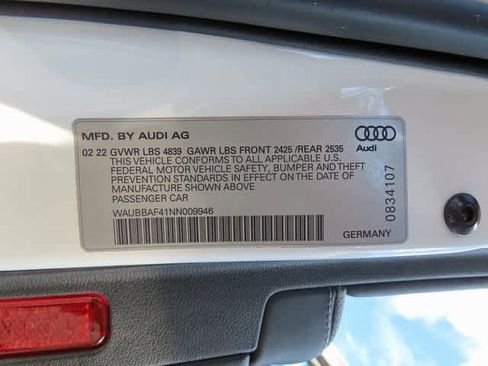 MFD. BY AUDI AG
02 22 GVWR LBS 4839 GAWR LBS FRONT 2425 /REAR 2535
THIS VEHICLE CONFORMS TO ALL APPLICABLE U.S.
FEDERAL MOTOR VEHICLE SAFETY, BUMPER AND THEFT
PREVENTION STANDARDS IN EFFECT ON THE DATE OF
MANUFACTURE SHOWN ABOVE
PASSENGER CAR
WAUBBAF41NN009946
Audi
0834107
GERMANY